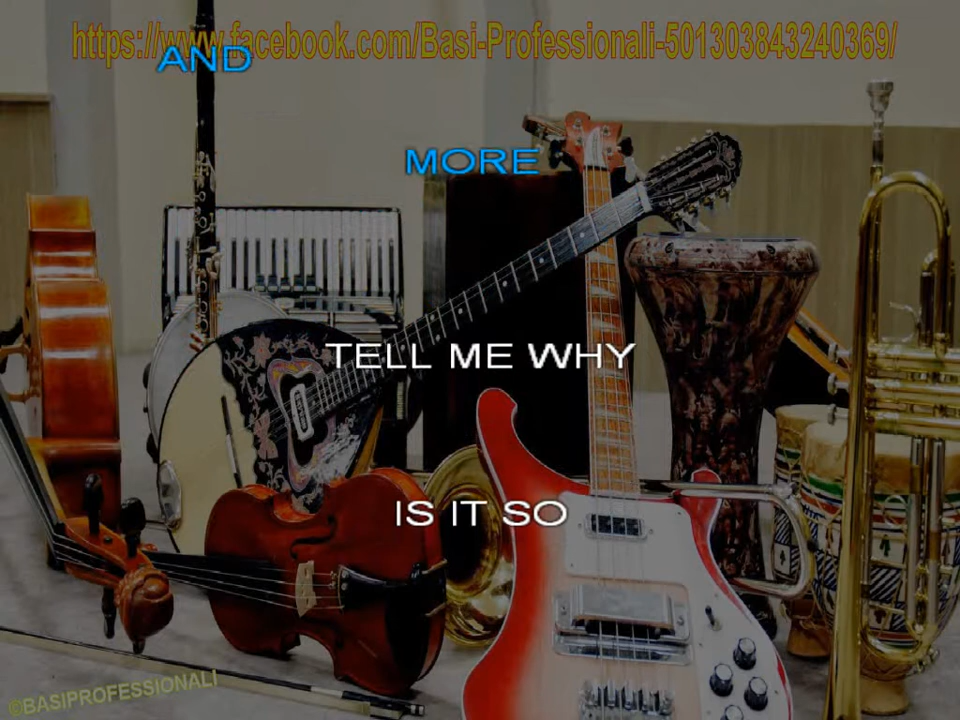 https://www.facebook.com/Basi-Professionali-501303843240369/
AND
MORE
TELL ME WHY
IS IT SO
©BASIPROFESSIONALI